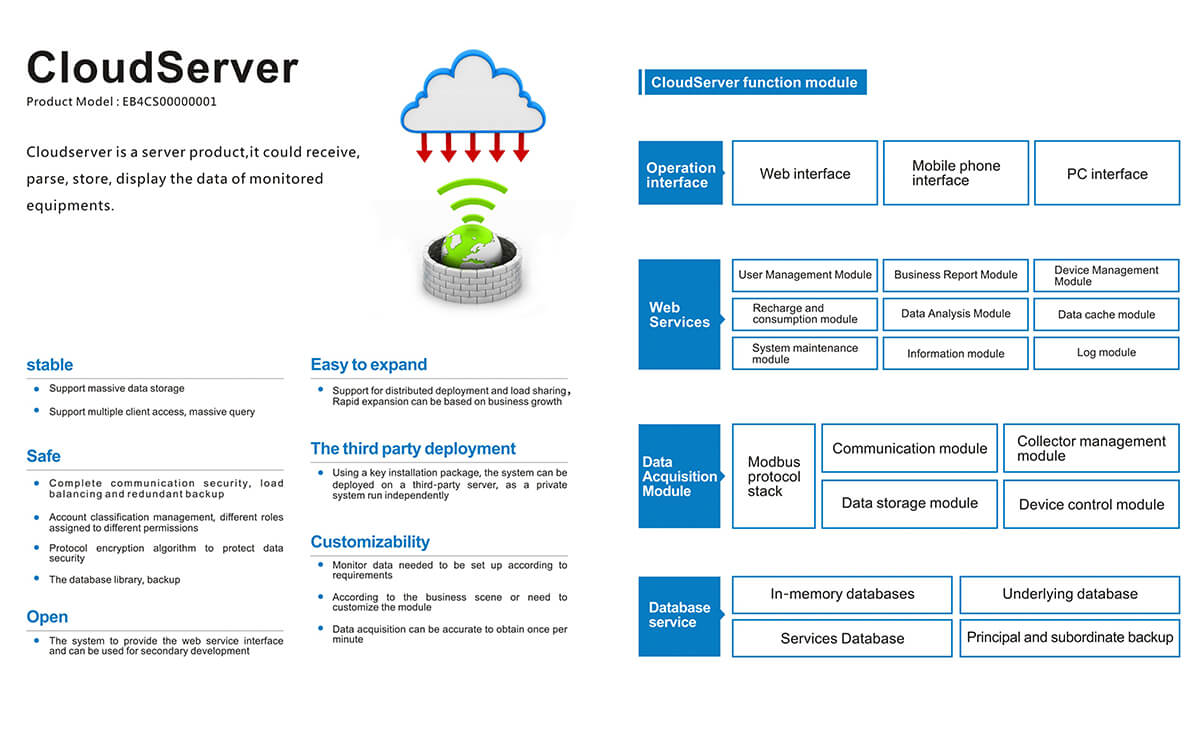 CloudServer
Product Model : EB4CS00000001
Cloudserver is a server product,it could receive,
parse, store, display the data of monitored
equipments.
stable
Support massive data storage
Support multiple client access, massive query
Safe
Complete communication security, load
balancing and redundant backup
Account classification management, different roles
assigned to different permissions
Protocol encryption algorithm to protect data
security
The database library, backup
Open
The system to provide the web service interface
and can be used for secondary development
Easy to expand
Support for distributed deployment and load sharing,
Rapid expansion can be based on business growth
The third party deployment
Using a key installation package, the system can be
deployed on a third-party server, as a private
system run independently
Customizability
Monitor data needed to be set up according to
requirements
According to the business scene or need to
customize the module
Data acquisition can be accurate to obtain once per
minute
CloudServer function module
Operation
interface
Web interface
Mobile phone
interface
PC interface
Web
Services
User Management Module
Business Report Module
Device Management
Module
Recharge and
consumption module
Data Analysis Module
Data cache module
System maintenance
module
Information module
Log module
Data
Acquisition
Module
Modbus
protocol
stack
Communication module
Collector management
module
Data storage module
Device control module
Database
service
In-memory databases
Underlying database
Services Database
Principal and subordinate backup